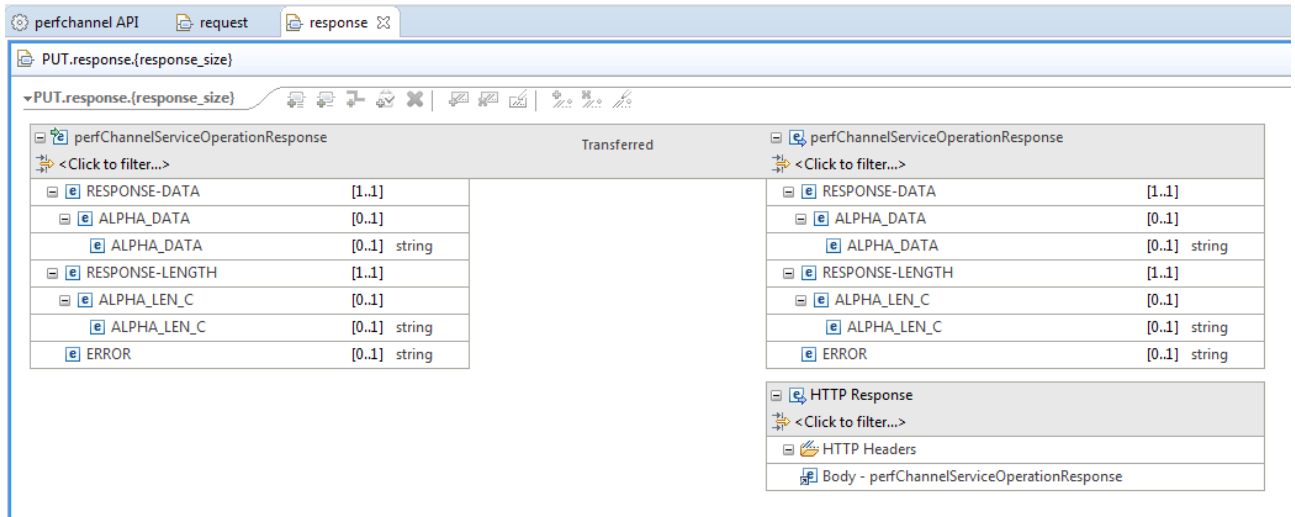 perfchannel API request response
PUT.response.{response_size}
PUT.response.{response_size}
perfChannelServiceOperationResponse Transferred perfChannelServiceOperationResponse
<Click to filter...> <Click to filter...>
RESPONSE-DATA [1..1] RESPONSE-DATA [1..1]
ALPHA_DATA [0..1] ALPHA_DATA [0..1]
ALPHA_DATA [0..1] string ALPHA_DATA [0..1] string
RESPONSE-LENGTH [1..1] RESPONSE-LENGTH [1..1]
ALPHA_LEN_C [0..1] ALPHA_LEN_C [0..1]
ALPHA_LEN_C [0..1] string ALPHA_LEN_C [0..1] string
ERROR [0..1] string ERROR [0..1] string
HTTP Response
<Click to filter...>
HTTP Headers
Body - perfChannelServiceOperationResponse